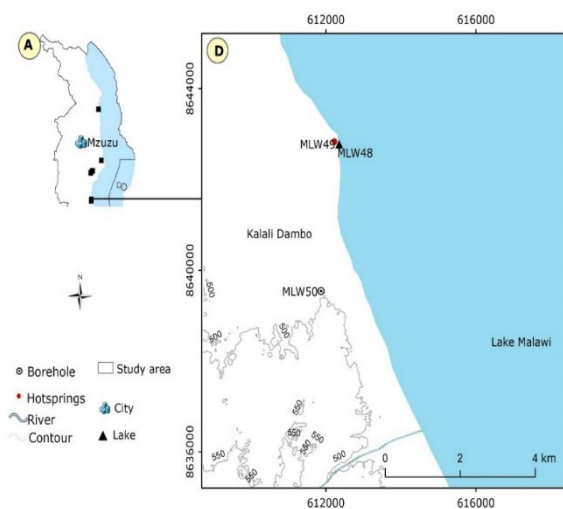 612000 616000
A
D
8644000
Mzuzu
MLW49
MLW48
Kalali Dambo
8640000
N
MLW50
500
500
500
Lake Malawi
Borehole
Study area
Hotsprings
River
City
Contour
Lake
550
550
550
550
550
500
8636000
0 2 4 km
612000 616000